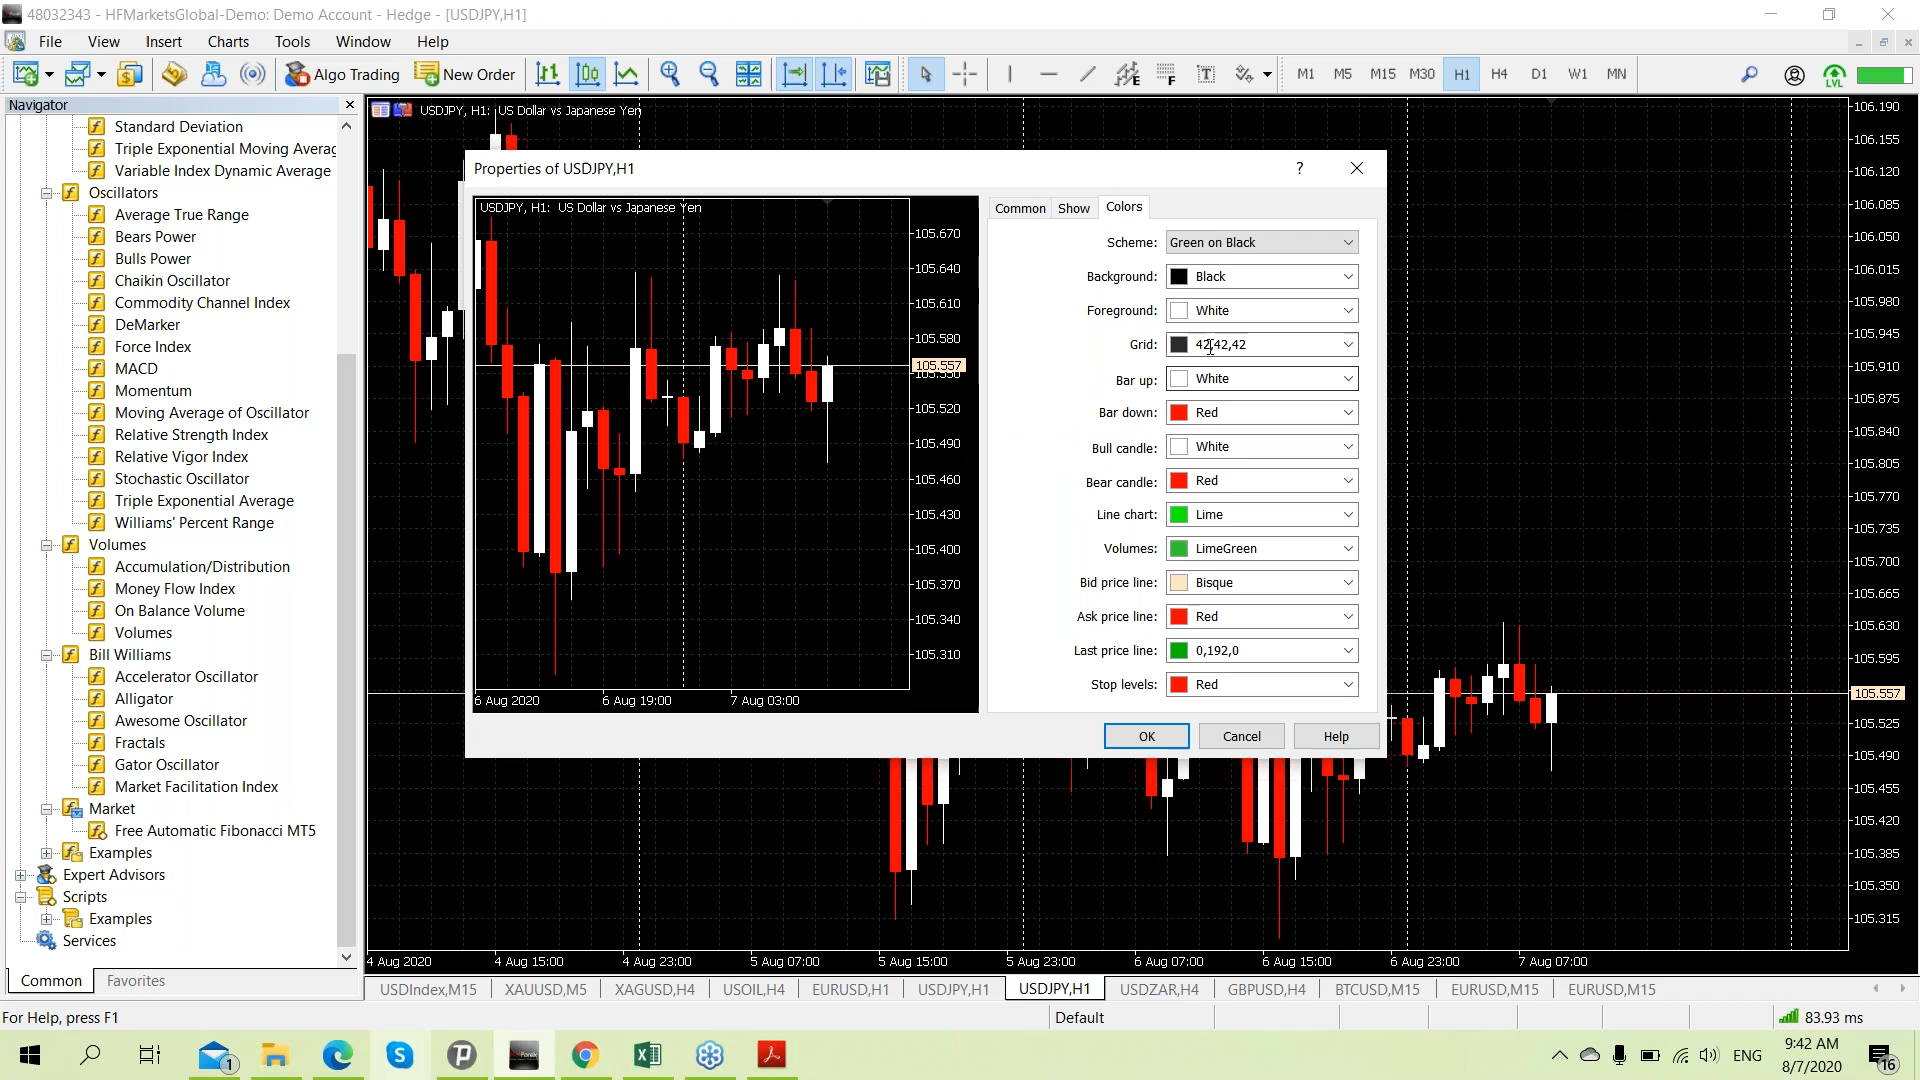 48032343 - HFMarketsGlobal-Demo: Demo Account - Hedge - [USDJPY,H1]
File View Insert Charts Tools Window Help
Algo Trading New Order M1 M5 M15 M30 H1 H4 D1 W1 MN LVL
Navigator
Standard Deviation
Triple Exponential Moving Averag
Variable Index Dynamic Average
Oscillators
Average True Range
Bears Power
Bulls Power
Chaikin Oscillator
Commodity Channel Index
DeMarker
Force Index
MACD
Momentum
Moving Average of Oscillator
Relative Strength Index
Relative Vigor Index
Stochastic Oscillator
Triple Exponential Average
Williams' Percent Range
Volumes
Accumulation/Distribution
Money Flow Index
On Balance Volume
Volumes
Bill Williams
Accelerator Oscillator
Alligator
Awesome Oscillator
Fractals
Gator Oscillator
Market Facilitation Index
Market
Free Automatic Fibonacci MT5
Examples
Expert Advisors
Scripts
Examples
Services
Common Favorites
USDJPY, H1: US Dollar vs Japanese Yen
Properties of USDJPY,H1 ?
USDJPY, H1: US Dollar vs Japanese Yen
105.670
105.640
105.610
105.580
105.557
105.550
105.520
105.490
105.460
105.430
105.400
105.370
105.340
105.310
6 Aug 2020 6 Aug 19:00 7 Aug 03:00
Common Show Colors
Scheme: Green on Black
Background: Black
Foreground: White
Grid: 42,42,42
Bar up: White
Bar down: Red
Bull candle: White
Bear candle: Red
Line chart: Lime
Volumes: LimeGreen
Bid price line: Bisque
Ask price line: Red
Last price line: 0,192,0
Stop levels: Red
OK Cancel Help
106.190
106.155
106.120
106.085
106.050
106.015
105.980
105.945
105.910
105.875
105.840
105.805
105.770
105.735
105.700
105.665
105.630
105.595
105.557
105.525
105.490
105.455
105.420
105.385
105.350
105.315
4 Aug 2020 4 Aug 15:00 4 Aug 23:00 5 Aug 07:00 5 Aug 15:00 5 Aug 23:00 6 Aug 07:00 6 Aug 15:00 6 Aug 23:00 7 Aug 07:00
USDIndex,M15 XAUUSD,M5 XAGUSD,H4 USOIL,H4 EURUSD,H1 USDJPY,H1 USDJPY,H1 USDZAR,H4 GBPUSD,H4 BTCUSD,M15 EURUSD,M15 EURUSD,M15
For Help, press F1 Default 83.93 ms
1 ENG 9:42 AM
8/7/2020 16